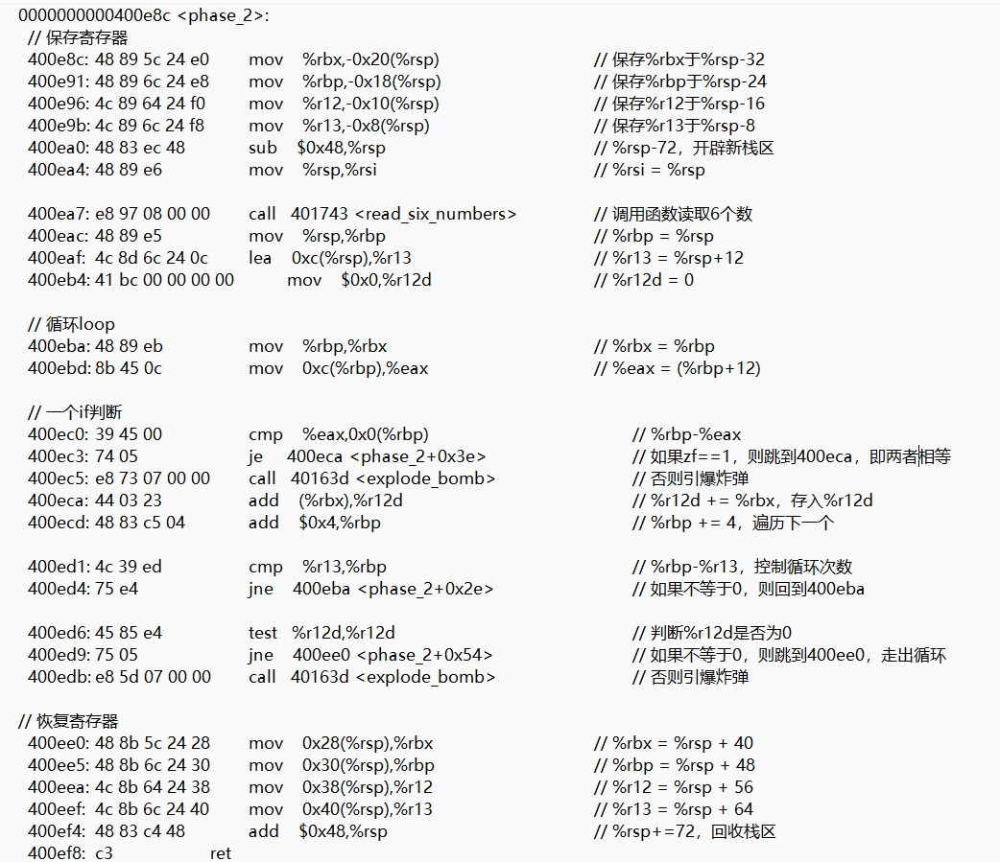 0000000000400e8c <phase_2>:
// 保存寄存器
400e8c: 48 89 5c 24 e0 mov %rbx,-0x20(%rsp) // 保存%rbx于%rsp-32
400e91: 48 89 6c 24 e8 mov %rbp,-0x18(%rsp) // 保存%rbp于%rsp-24
400e96: 4c 89 64 24 f0 mov %r12,-0x10(%rsp) // 保存%r12于%rsp-16
400e9b: 4c 89 6c 24 f8 mov %r13,-0x8(%rsp) // 保存%r13于%rsp-8
400ea0: 48 83 ec 48 sub $0x48,%rsp // %rsp-72，开辟新栈区
400ea4: 48 89 e6 mov %rsp,%rsi // %rsi = %rsp
400ea7: e8 97 08 00 00 call 401743 <read_six_numbers> // 调用函数读取6个数
400eac: 48 89 e5 mov %rsp,%rbp // %rbp = %rsp
400eaf: 4c 8d 6c 24 0c lea 0xc(%rsp),%r13 // %r13 = %rsp+12
400eb4: 41 bc 00 00 00 00 mov $0x0,%r12d // %r12d = 0
// 循环loop
400eba: 48 89 eb mov %rbp,%rbx // %rbx = %rbp
400ebd: 8b 45 0c mov 0xc(%rbp),%eax // %eax = (%rbp+12)
// 一个if判断
400ec0: 39 45 00 cmp %eax,0x0(%rbp) // %rbp-%eax
400ec3: 74 05 je 400eca <phase_2+0x3e> // 如果zf==1，则跳到400eca，即两者相等
400ec5: e8 73 07 00 00 call 40163d <explode_bomb> // 否则引爆炸弹
400eca: 44 03 23 add (%rbx),%r12d // %r12d += %rbx，存入%r12d
400ecd: 48 83 c5 04 add $0x4,%rbp // %rbp += 4，遍历下一个
400ed1: 4c 39 ed cmp %r13,%rbp // %rbp-%r13，控制循环次数
400ed4: 75 e4 jne 400eba <phase_2+0x2e> // 如果不等于0，则回到400eba
400ed6: 45 85 e4 test %r12d,%r12d // 判断%r12d是否为0
400ed9: 75 05 jne 400ee0 <phase_2+0x54> // 如果不等于0，则跳到400ee0，走出循环
400edb: e8 5d 07 00 00 call 40163d <explode_bomb> // 否则引爆炸弹
// 恢复寄存器
400ee0: 48 8b 5c 24 28 mov 0x28(%rsp),%rbx // %rbx = %rsp + 40
400ee5: 48 8b 6c 24 30 mov 0x30(%rsp),%rbp // %rbp = %rsp + 48
400eea: 4c 8b 64 24 38 mov 0x38(%rsp),%r12 // %r12 = %rsp + 56
400eef: 4c 8b 6c 24 40 mov 0x40(%rsp),%r13 // %r13 = %rsp + 64
400ef4: 48 83 c4 48 add $0x48,%rsp // %rsp+=72，回收栈区
400ef8: c3 ret